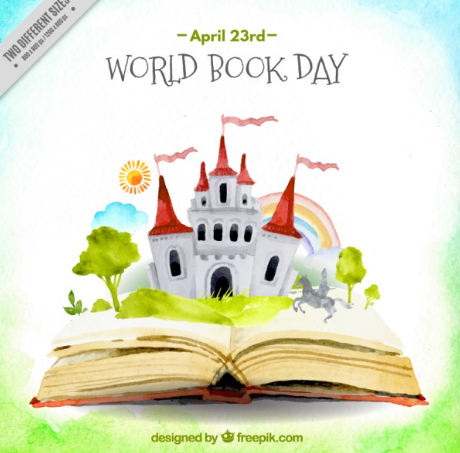 TWO DIFFERENT SIZES
–April 23rd–
WORLD BOOK DAY
designed by freepik.com